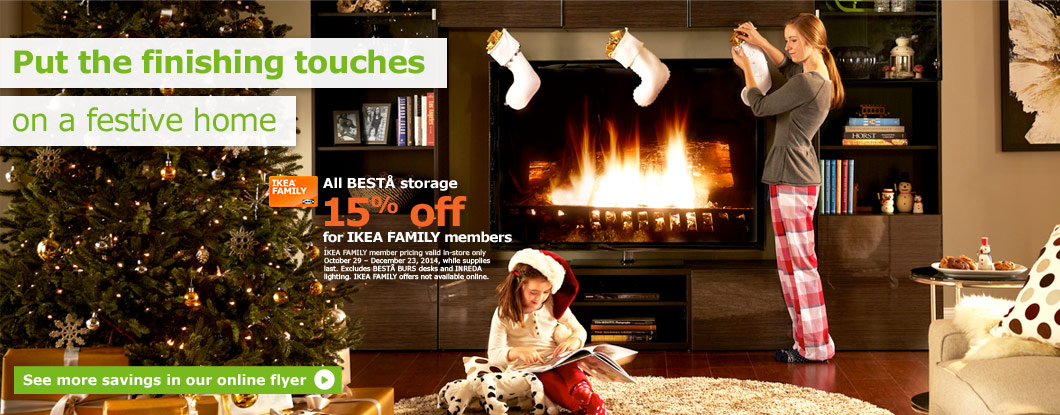 Put the finishing touches
on a festive home
IKEA
FAMILY
All BESTÅ storage
15% off
for IKEA FAMILY members
IKEA FAMILY member pricing valid in-store only
October 29 – December 23, 2014, while supplies
last. Excludes BESTÅ BURS desks and INREDA
lighting. IKEA FAMILY offers not available online.
See more savings in our online flyer
HORST